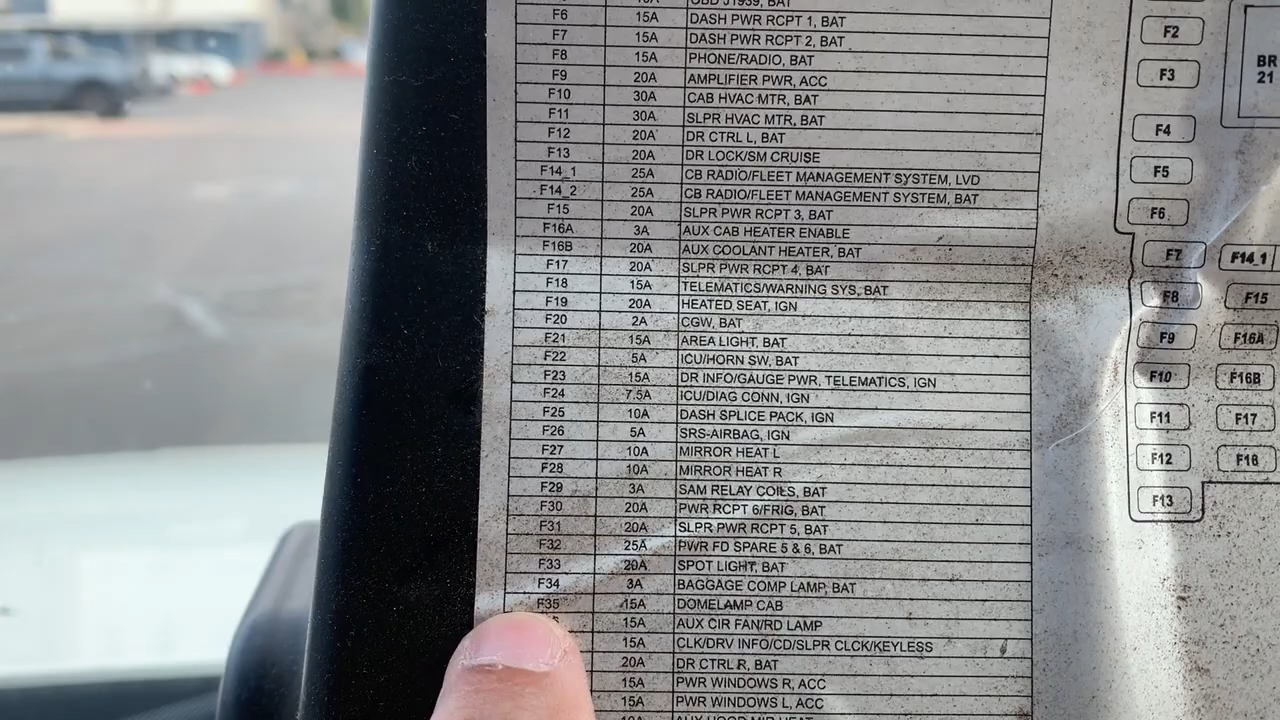 OBD J1939, BAT
F6 15A DASH PWR RCPT 1, BAT
F7 15A DASH PWR RCPT 2, BAT
F8 15A PHONE/RADIO, BAT
F9 20A AMPLIFIER PWR, ACC
F10 30A CAB HVAC MTR, BAT
F11 30A SLPR HVAC MTR, BAT
F12 20A DR CTRL L, BAT
F13 20A DR LOCK/SM CRUISE
F14_1 25A CB RADIO/FLEET MANAGEMENT SYSTEM, LVD
F14_2 25A CB RADIO/FLEET MANAGEMENT SYSTEM, BAT
F15 20A SLPR PWR RCPT 3, BAT
F16A 3A AUX CAB HEATER ENABLE
F16B 20A AUX COOLANT HEATER, BAT
F17 20A SLPR PWR RCPT 4, BAT
F18 15A TELEMATICS/WARNING SYS, BAT
F19 20A HEATED SEAT, IGN
F20 2A CGW, BAT
F21 15A AREA LIGHT, BAT
F22 5A ICU/HORN SW, BAT
F23 15A DR INFO/GAUGE PWR, TELEMATICS, IGN
F24 7.5A ICU/DIAG CONN, IGN
F25 10A DASH SPLICE PACK, IGN
F26 5A SRS-AIRBAG, IGN
F27 10A MIRROR HEAT L
F28 10A MIRROR HEAT R
F29 3A SAM RELAY COILS, BAT
F30 20A PWR RCPT 6/FRIG, BAT
F31 20A SLPR PWR RCPT 5, BAT
F32 25A PWR FD SPARE 5 & 6, BAT
F33 20A SPOT LIGHT, BAT
F34 3A BAGGAGE COMP LAMP, BAT
F35 15A DOMELAMP CAB
15A AUX CIR FAN/RD LAMP
15A CLK/DRV INFO/CD/SLPR CLCK/KEYLESS
20A DR CTRL R, BAT
15A PWR WINDOWS R, ACC
15A PWR WINDOWS L, ACC
F2
F3
F4
F5
F6
F7
F8
F9
F10
F11
F12
F13
F14_1
F15
F16A
F16B
F17
F18
BR
21